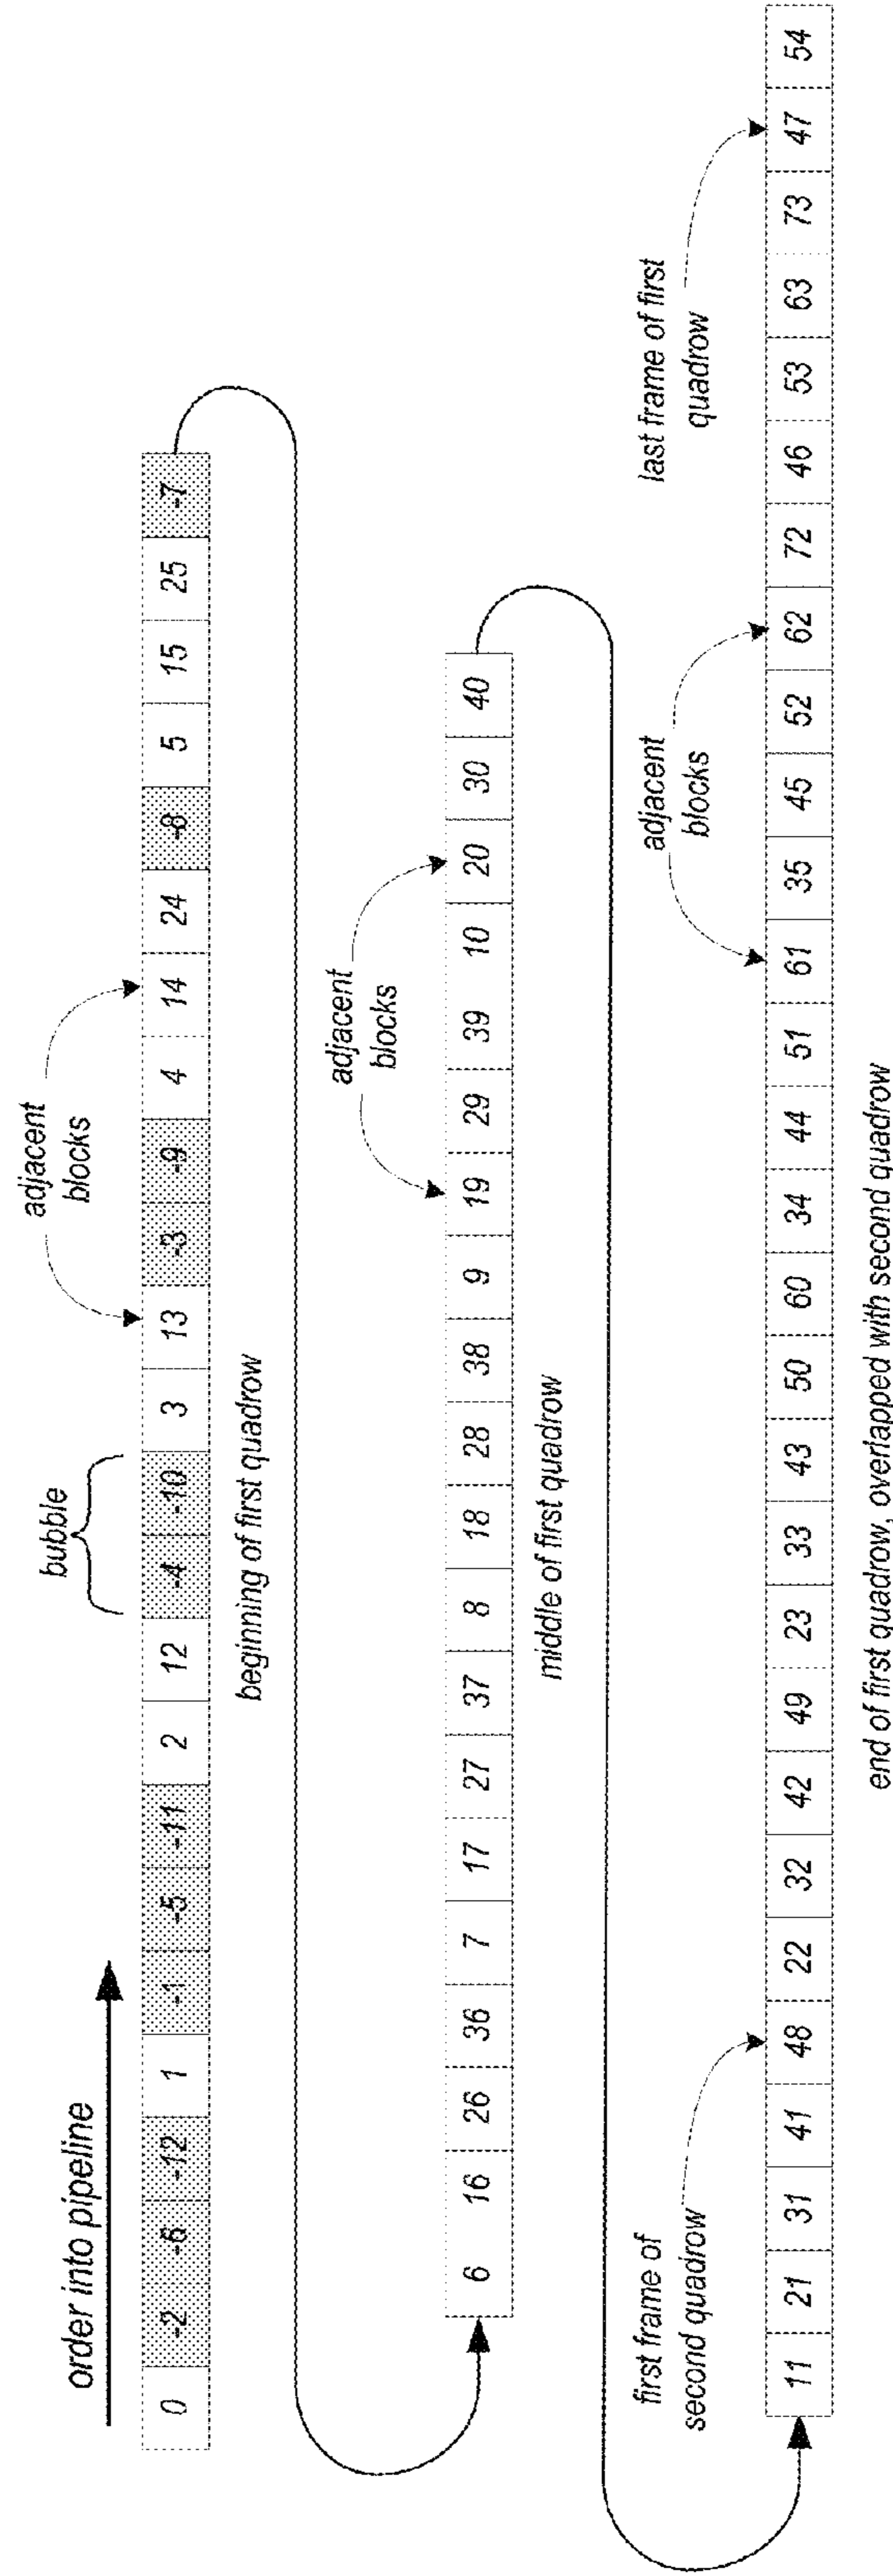 order into pipeline
bubble
adjacent
blocks
0 -2 -6 -12 1 -1 -5 -11 2 12 -4 -10 3 13 -3 -9 4 14 24 -8 5 15 25 -7
beginning of first quadrow
adjacent
blocks
6 16 26 36 7 17 27 37 8 18 28 38 9 19 29 39 10 20 30 40
middle of first quadrow
first frame of
second quadrow
adjacent
blocks
last frame of first
quadrow
11 21 31 41 48 22 32 42 49 23 33 43 50 60 34 44 51 61 35 45 52 62 72 46 53 63 73 47 54
end of first quadrow, overlapped with second quadrow